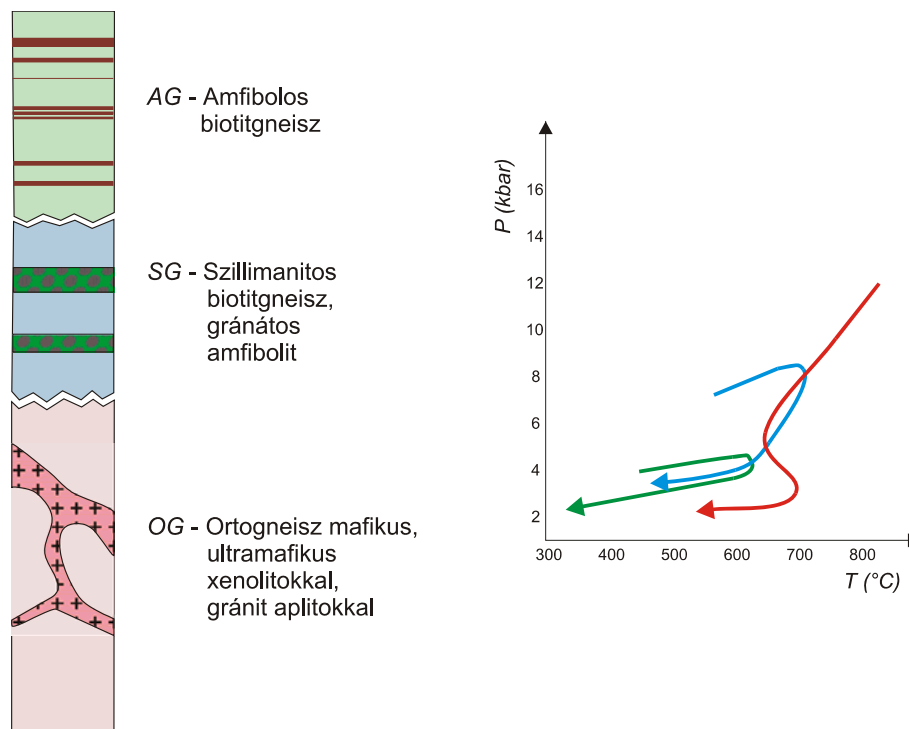 AG - Amfibolos
biotitgneisz
SG - Szillimanitos
biotitgneisz,
gránátos
amfibolit
OG - Ortogneisz mafikus,
ultramafikus
xenolitokkal,
gránit aplitokkal
P (kbar)
16
14
12
10
8
6
4
2
300 400 500 600 700 800
T (°C)